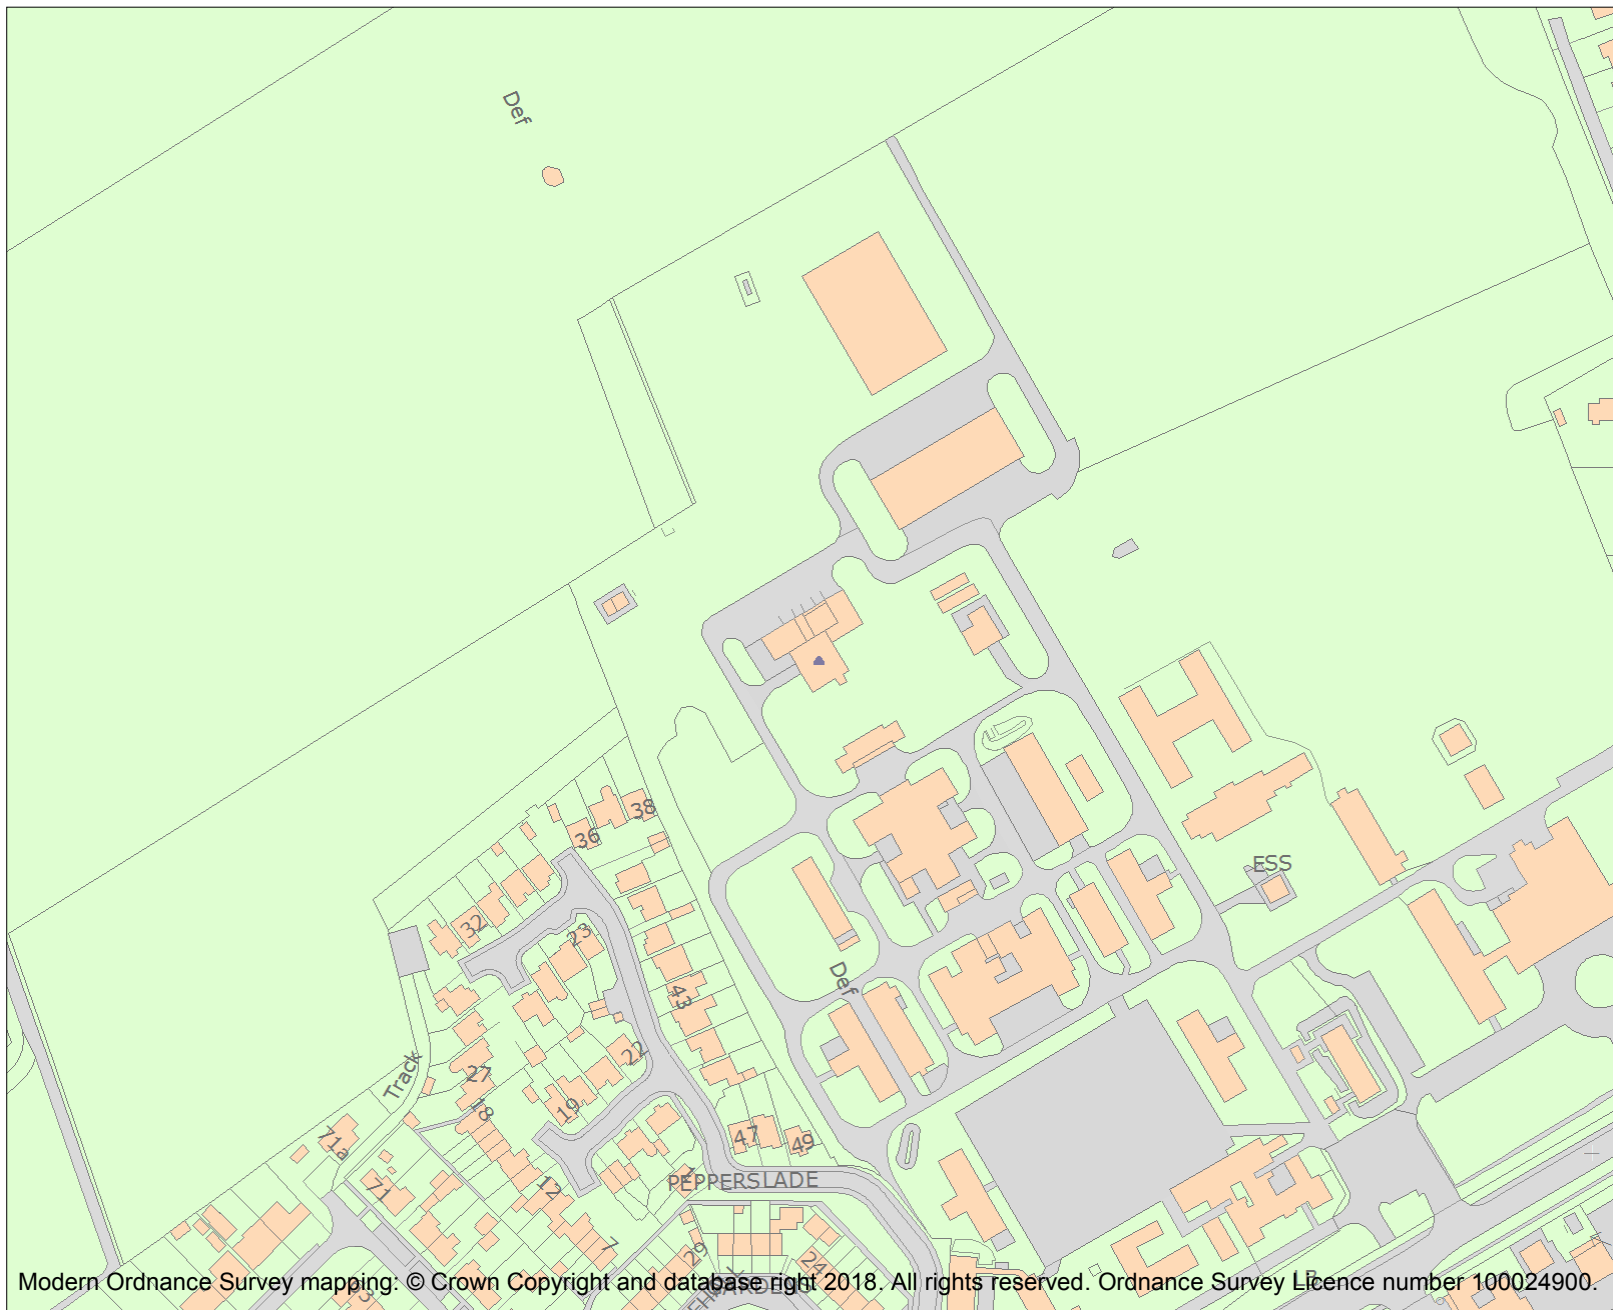 Def
38
36
ESS
32
23
Def
43
22
Track
27
18
19
71a
47
49
1
PEPPERSLADE
71
12
7
29
24
Modern Ordnance Survey mapping: © Crown Copyright and database right 2018. All rights reserved. Ordnance Survey Licence number 100024900.